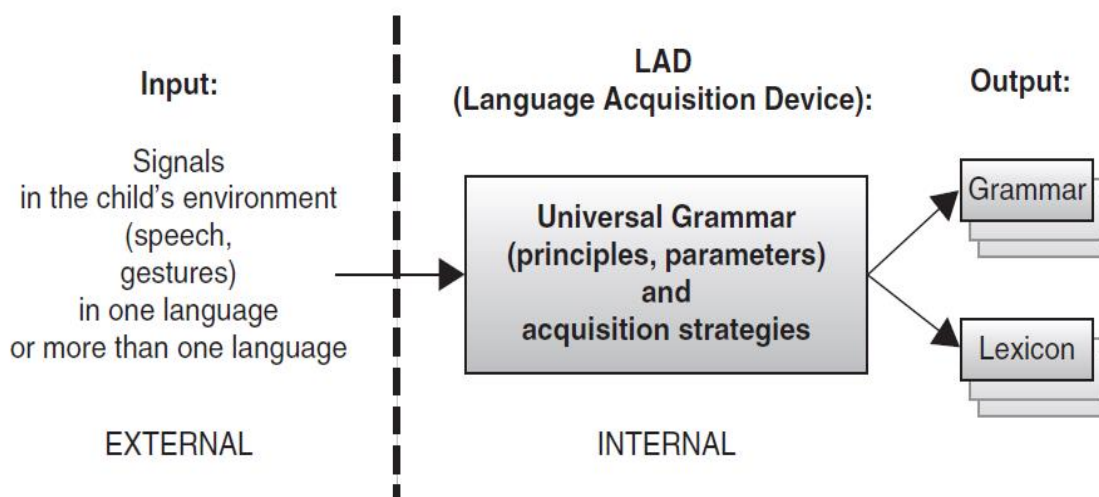 Input:
Signals
in the child's environment
(speech,
gestures)
in one language
or more than one language
EXTERNAL
LAD
(Language Acquisition Device):
Universal Grammar
(principles, parameters)
and
acquisition strategies
INTERNAL
Output:
Grammar
Lexicon